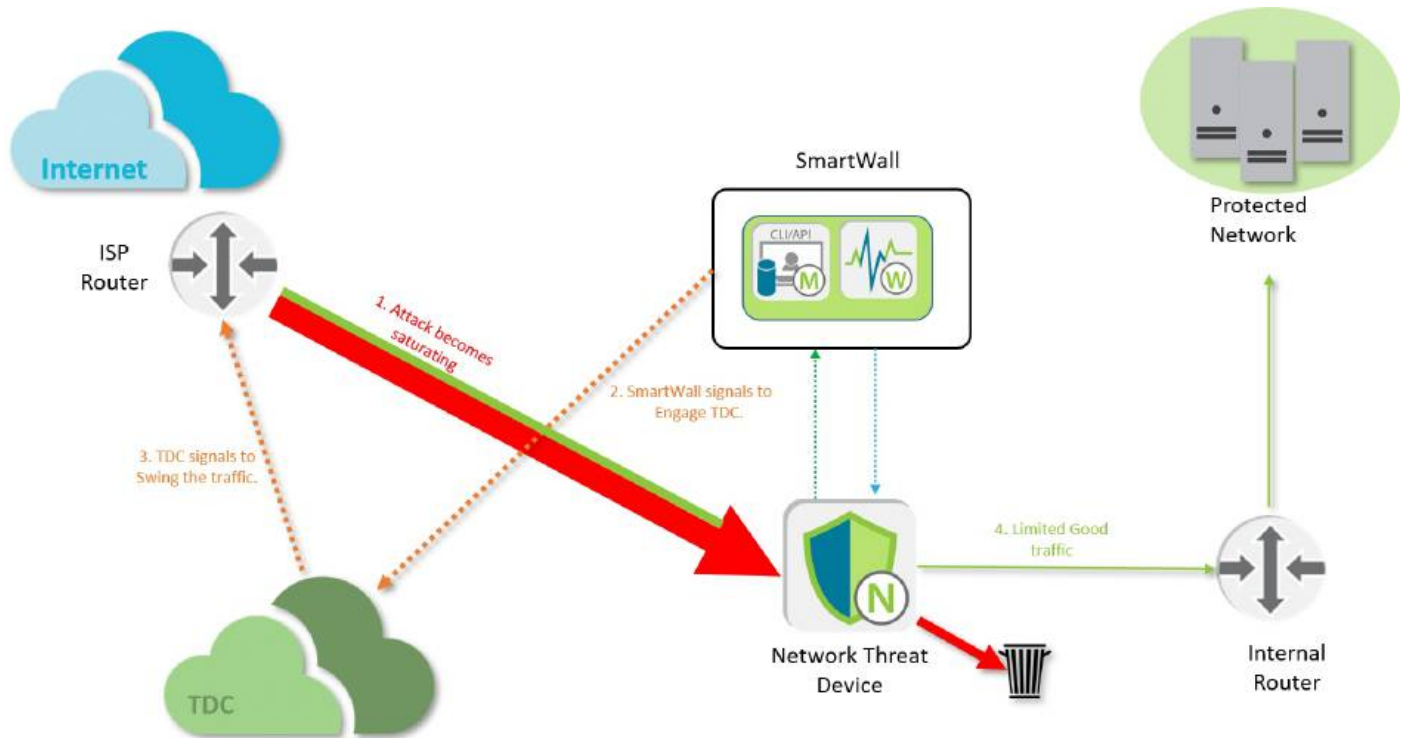 Internet
ISP
Router
SmartWall
CLI/API
M
W
Protected
Network
1. Attack becomes
saturating
2. SmartWall signals to
Engage TDC.
3. TDC signals to
Swing the traffic.
4. Limited Good
traffic
N
Network Threat
Device
Internal
Router
TDC